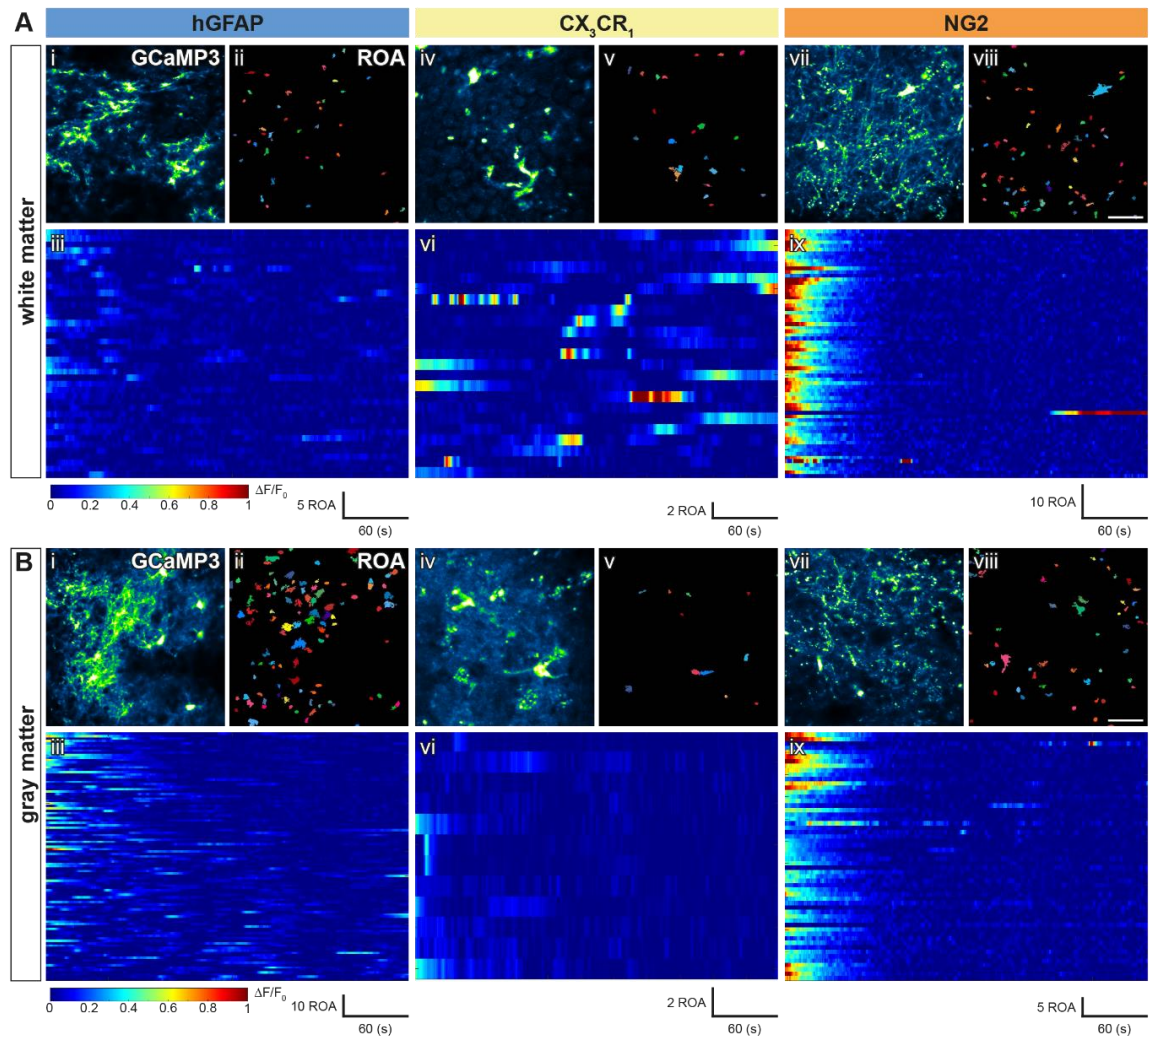 A
hGFAP
CX₃CR₁
NG2
white matter
i GCaMP3
ii ROA
iv
v
vii
viii
iii
vi
ix
0 0.2 0.4 0.6 0.8 1 ΔF/F₀
5 ROA
60 (s)
2 ROA
60 (s)
10 ROA
60 (s)
B
gray matter
i GCaMP3
ii ROA
iv
v
vii
viii
iii
vi
ix
0 0.2 0.4 0.6 0.8 1 ΔF/F₀
10 ROA
60 (s)
2 ROA
60 (s)
5 ROA
60 (s)